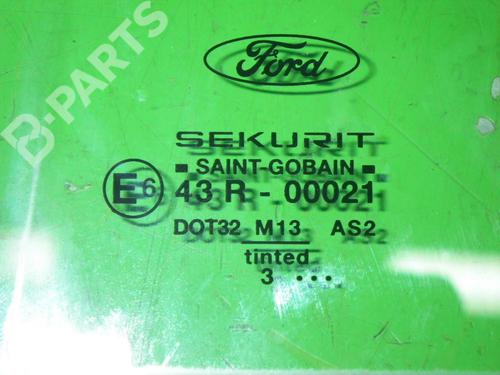 B-PARTS
Ford
SEKURIT
SAINT-GOBAIN
E6 43 R - 00021
DOT32 M13 AS2
tinted
3 ...